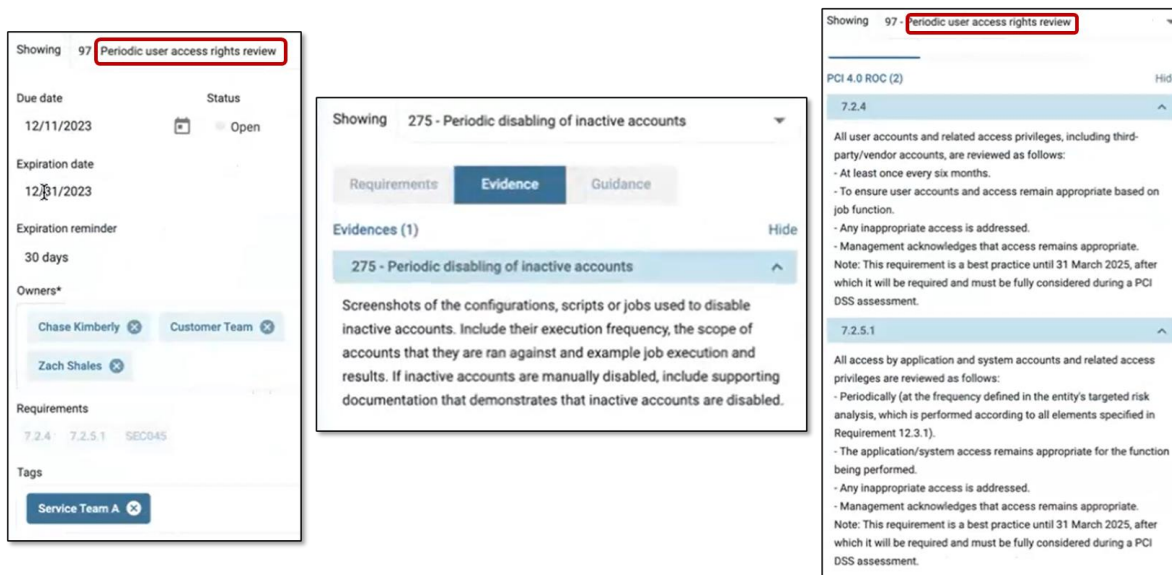 Showing 97 Periodic user access rights review
Due date Status
12/11/2023 Open
Expiration date
12/31/2023
Expiration reminder
30 days
Owners*
Chase Kimberly Customer Team
Zach Shales
Requirements
7.2.4 7.2.5.1 SEC045
Tags
Service Team A
Showing 275 - Periodic disabling of inactive accounts
Requirements Evidence Guidance
Evidences (1) Hide
275 - Periodic disabling of inactive accounts
Screenshots of the configurations, scripts or jobs used to disable
inactive accounts. Include their execution frequency, the scope of
accounts that they are ran against and example job execution and
results. If inactive accounts are manually disabled, include supporting
documentation that demonstrates that inactive accounts are disabled.
Showing 97 - Periodic user access rights review
PCI 4.0 ROC (2) Hid
7.2.4
All user accounts and related access privileges, including third-
party/vendor accounts, are reviewed as follows:
- At least once every six months.
- To ensure user accounts and access remain appropriate based on
job function.
- Any inappropriate access is addressed.
- Management acknowledges that access remains appropriate.
Note: This requirement is a best practice until 31 March 2025, after
which it will be required and must be fully considered during a PCI
DSS assessment.
7.2.5.1
All access by application and system accounts and related access
privileges are reviewed as follows:
- Periodically (at the frequency defined in the entity's targeted risk
analysis, which is performed according to all elements specified in
Requirement 12.3.1).
- The application/system access remains appropriate for the function
being performed.
- Any inappropriate access is addressed.
- Management acknowledges that access remains appropriate.
Note: This requirement is a best practice until 31 March 2025, after
which it will be required and must be fully considered during a PCI
DSS assessment.